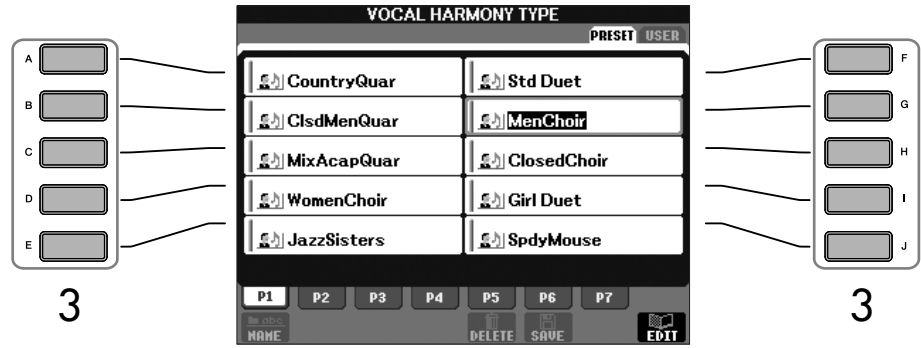 VOCAL HARMONY TYPE
PRESET USER
A
B
C
D
E
3
CountryQuar Std Duet
ClsdMenQuar MenChoir
MixAcapQuar ClosedChoir
WomenChoir Girl Duet
JazzSisters SpdyMouse
P1 P2 P3 P4 P5 P6 P7
abc
NAME DELETE SAVE EDIT
F
G
H
I
J
3